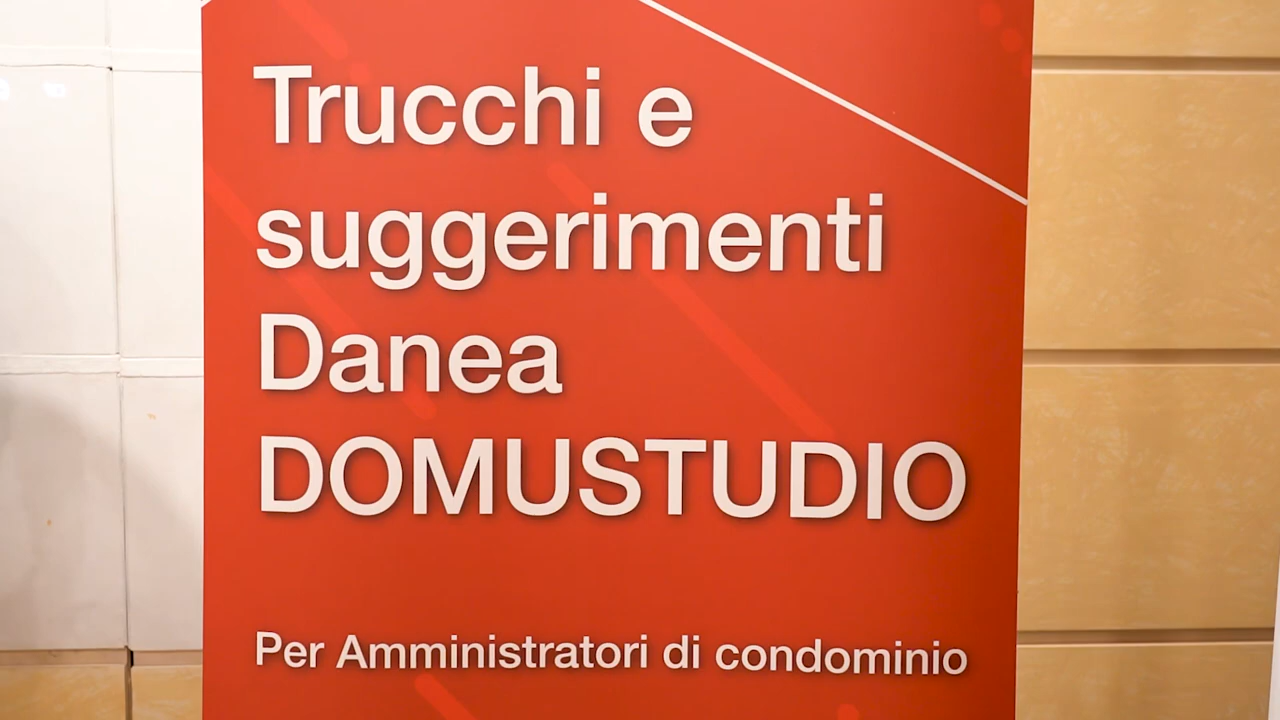 Trucchi e
suggerimenti
Danea
DOMUSTUDIO
Per Amministratori di condominio